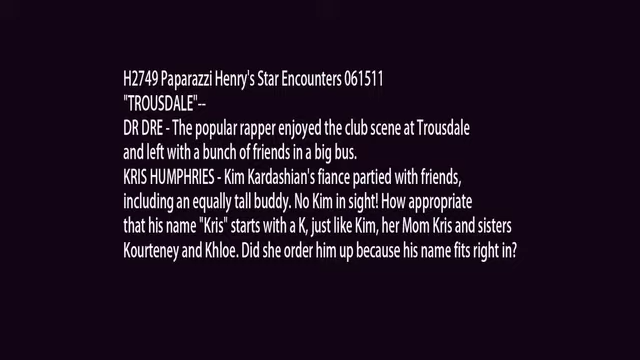 H2749 Paparazzi Henry's Star Encounters 061511
"TROUSDALE"--
DR DRE - The popular rapper enjoyed the club scene at Trousdale
and left with a bunch of friends in a big bus.
KRIS HUMPHRIES - Kim Kardashian's fiance partied with friends,
including an equally tall buddy. No Kim in sight! How appropriate
that his name "Kris" starts with a K, just like Kim, her Mom Kris and sisters
Kourteney and Khloe. Did she order him up because his name fits right in?